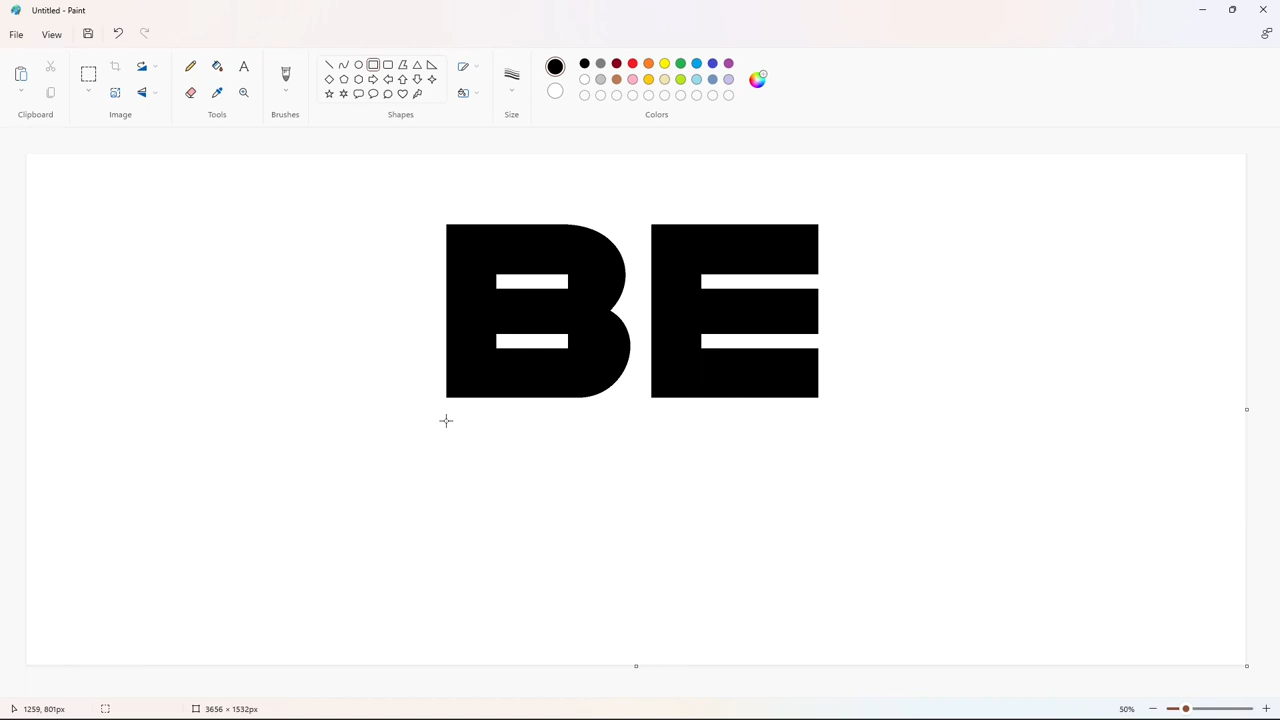 Untitled - Paint
File View
Clipboard Image Tools Brushes Shapes Size Colors
BE
1259, 801px 3656 × 1532px 50%